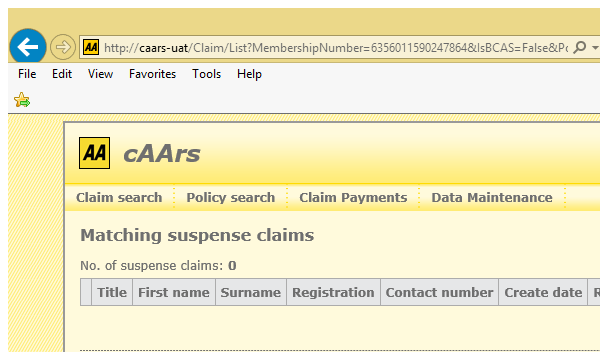 AA http://caars-uat/Claim/List?MembershipNumber=6356011590247864&IsBCAS=False&Po
File Edit View Favorites Tools Help
AA cAArs
Claim search Policy search Claim Payments Data Maintenance
Matching suspense claims
No. of suspense claims: 0
Title First name Surname Registration Contact number Create date R